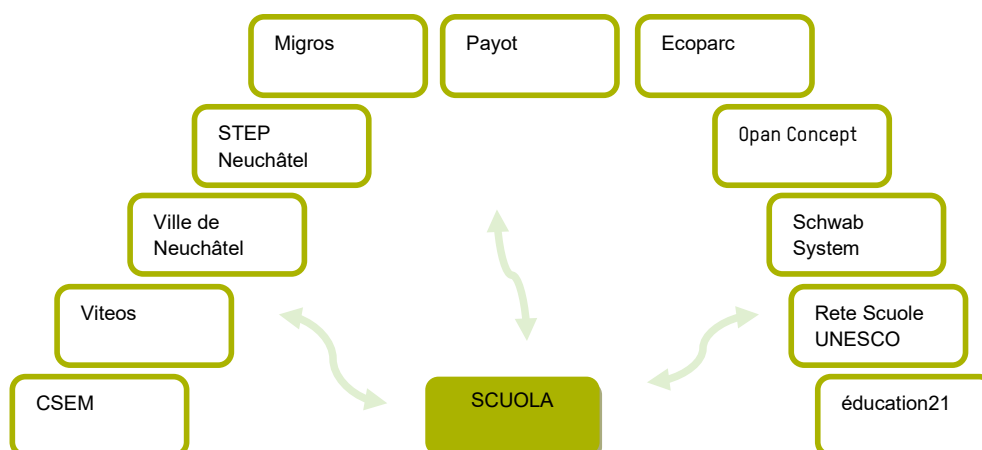 Migros
Payot
Ecoparc
STEP
Neuchâtel
Opan Concept
Ville de
Neuchâtel
Schwab
System
Viteos
Rete Scuole
UNESCO
CSEM
SCUOLA
éducation21